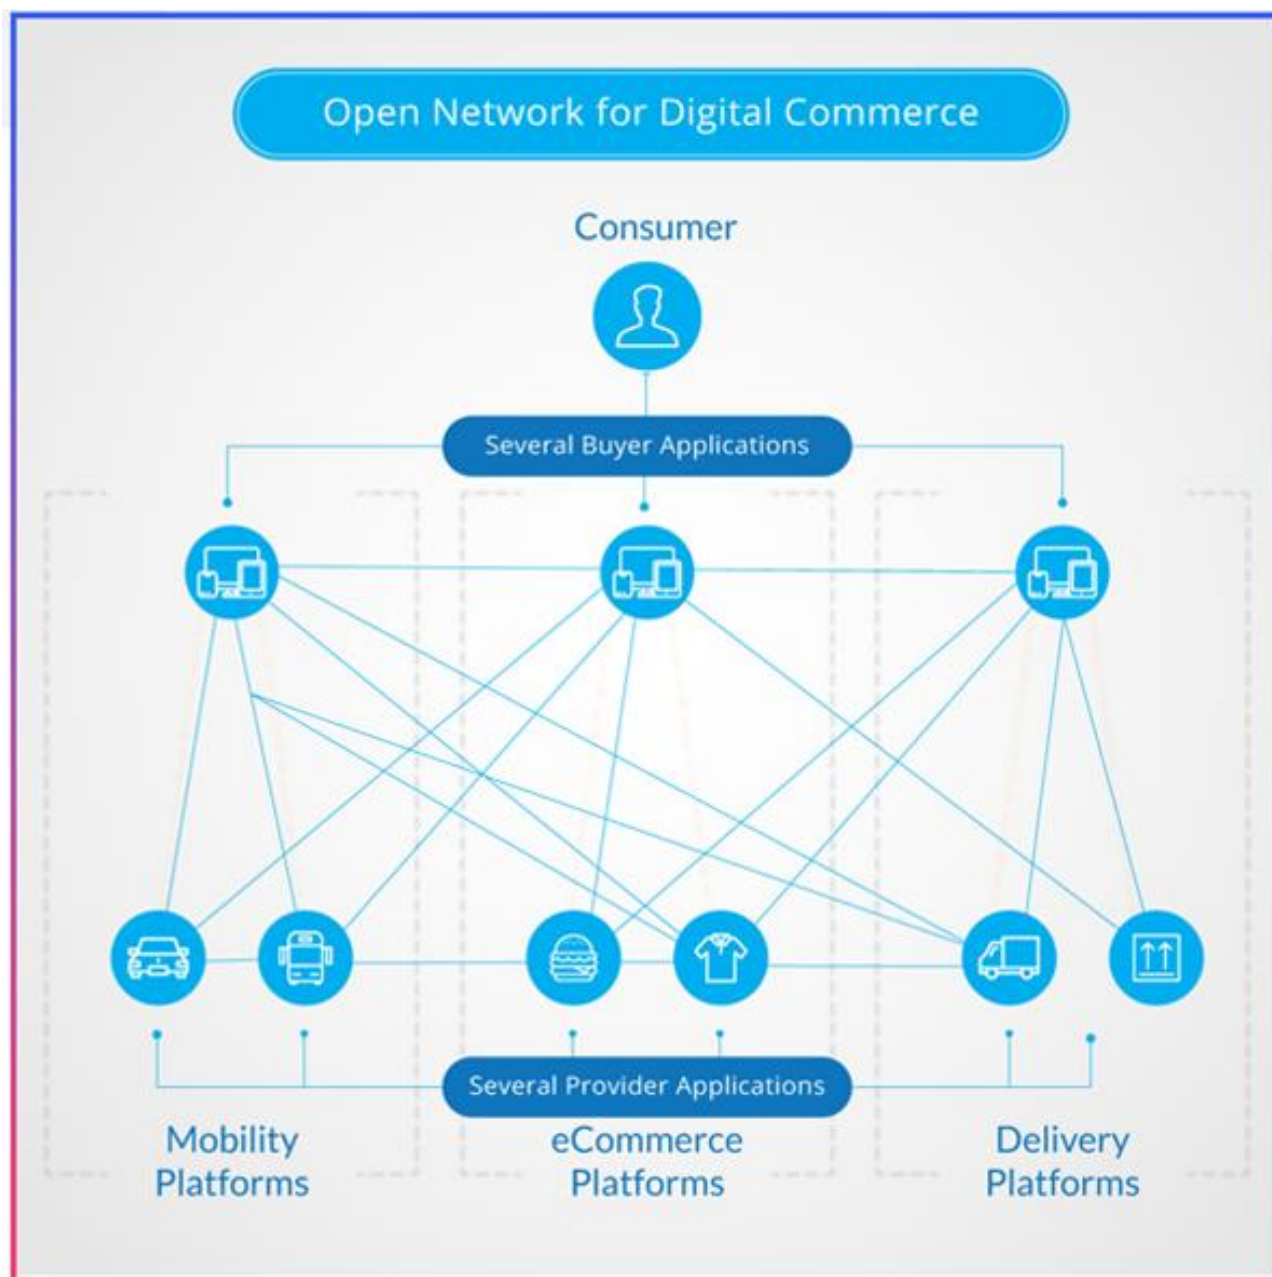 Open Network for Digital Commerce
Consumer
Several Buyer Applications
Several Provider Applications
Mobility
Platforms
eCommerce
Platforms
Delivery
Platforms